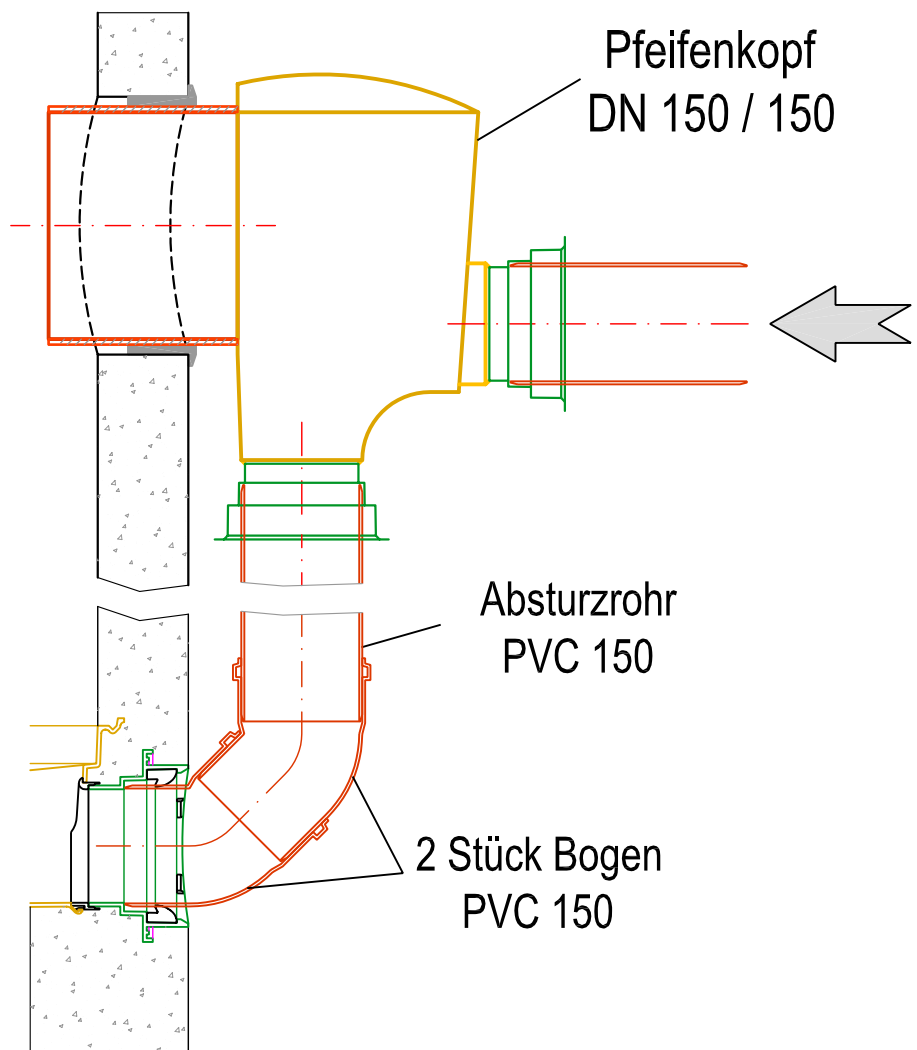 Pfeifenkopf
DN 150 / 150
Absturzrohr
PVC 150
2 Stück Bogen
PVC 150